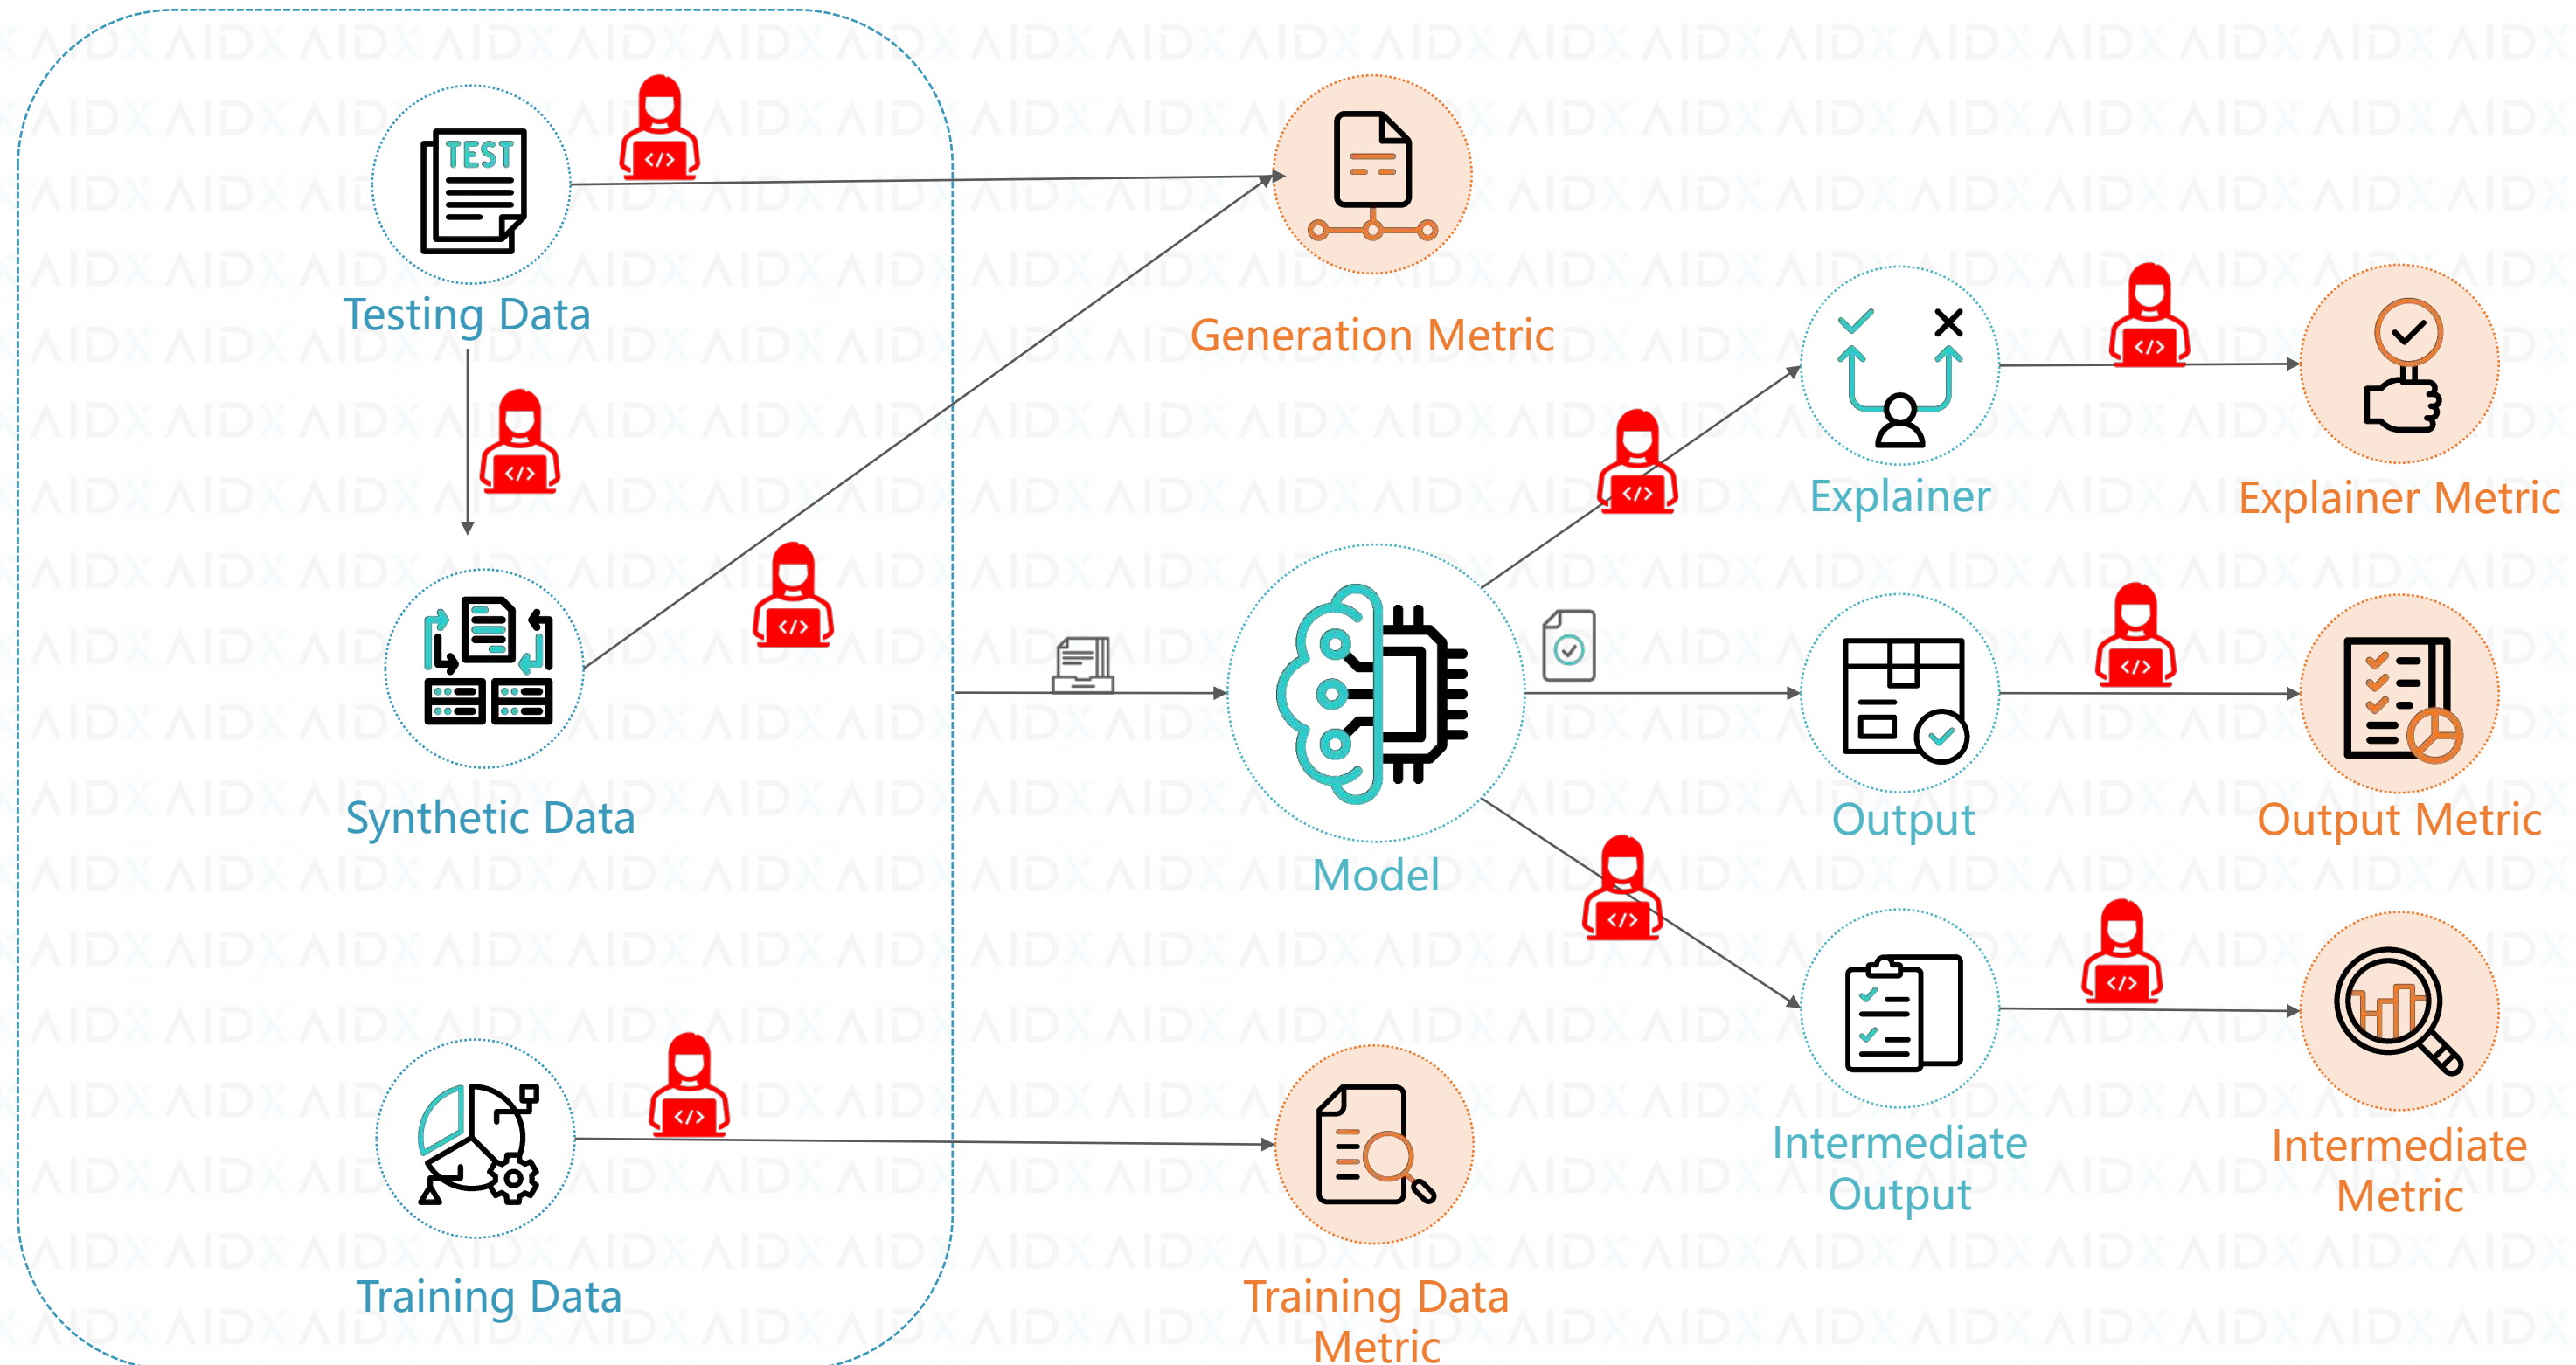 TEST
Testing Data
Generation Metric
Explainer
Explainer Metric
Synthetic Data
Model
Output
Output Metric
Intermediate
Output
Intermediate
Metric
Training Data
Training Data
Metric
</>
</>
</>
</>
</>
</>
</>
</>
</>
AIDX